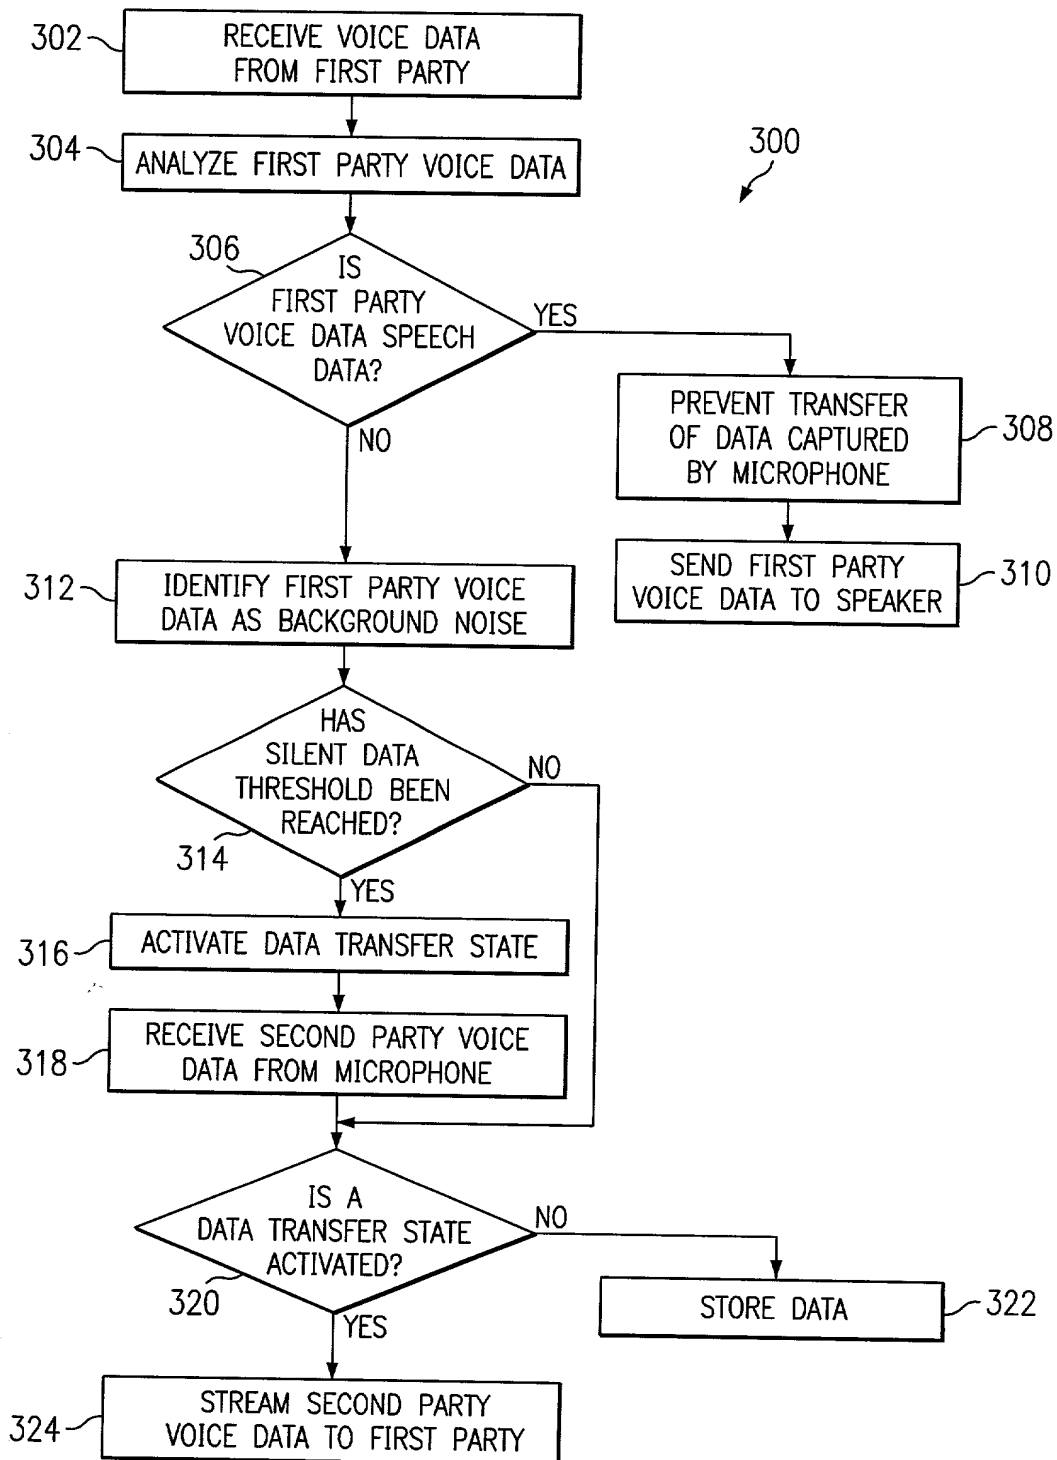 302
RECEIVE VOICE DATA
FROM FIRST PARTY
304
ANALYZE FIRST PARTY VOICE DATA
300
306
IS
FIRST PARTY
VOICE DATA SPEECH
DATA?
YES
NO
PREVENT TRANSFER
OF DATA CAPTURED
BY MICROPHONE
308
SEND FIRST PARTY
VOICE DATA TO SPEAKER
310
312
IDENTIFY FIRST PARTY VOICE
DATA AS BACKGROUND NOISE
HAS
SILENT DATA
THRESHOLD BEEN
REACHED?
NO
314
YES
316
ACTIVATE DATA TRANSFER STATE
318
RECEIVE SECOND PARTY VOICE
DATA FROM MICROPHONE
IS A
DATA TRANSFER STATE
ACTIVATED?
NO
320
YES
STORE DATA
322
324
STREAM SECOND PARTY
VOICE DATA TO FIRST PARTY